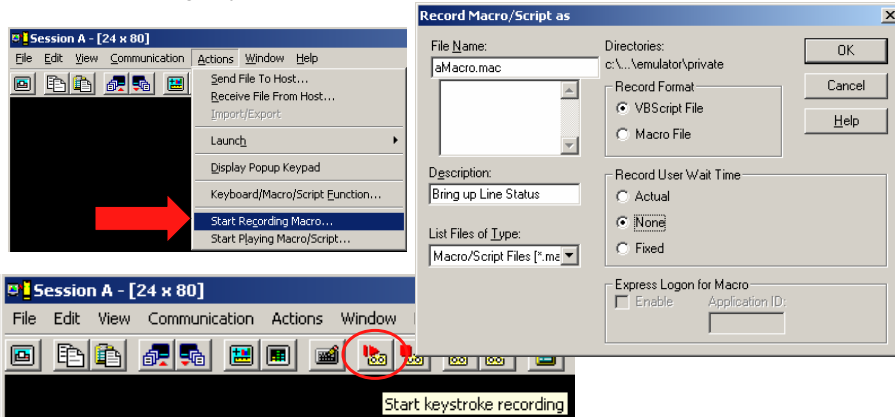 Session A - [24 x 80]
File Edit View Communication Actions Window Help
Send File To Host...
Receive File From Host...
Import/Export
Launch
Display Popup Keypad
Keyboard/Macro/Script Function...
Start Recording Macro...
Start Playing Macro/Script...
Record Macro/Script as
File Name:
aMacro.mac
Description:
Bring up Line Status
List Files of Type:
Macro/Script Files [*.ma
Directories:
c:\...\emulator\private
Record Format
VBScript File
Macro File
Record User Wait Time
Actual
None
Fixed
Express Logon for Macro
Enable Application ID:
OK
Cancel
Help
Session A - [24 x 80]
File Edit View Communication Actions Window
Start keystroke recording